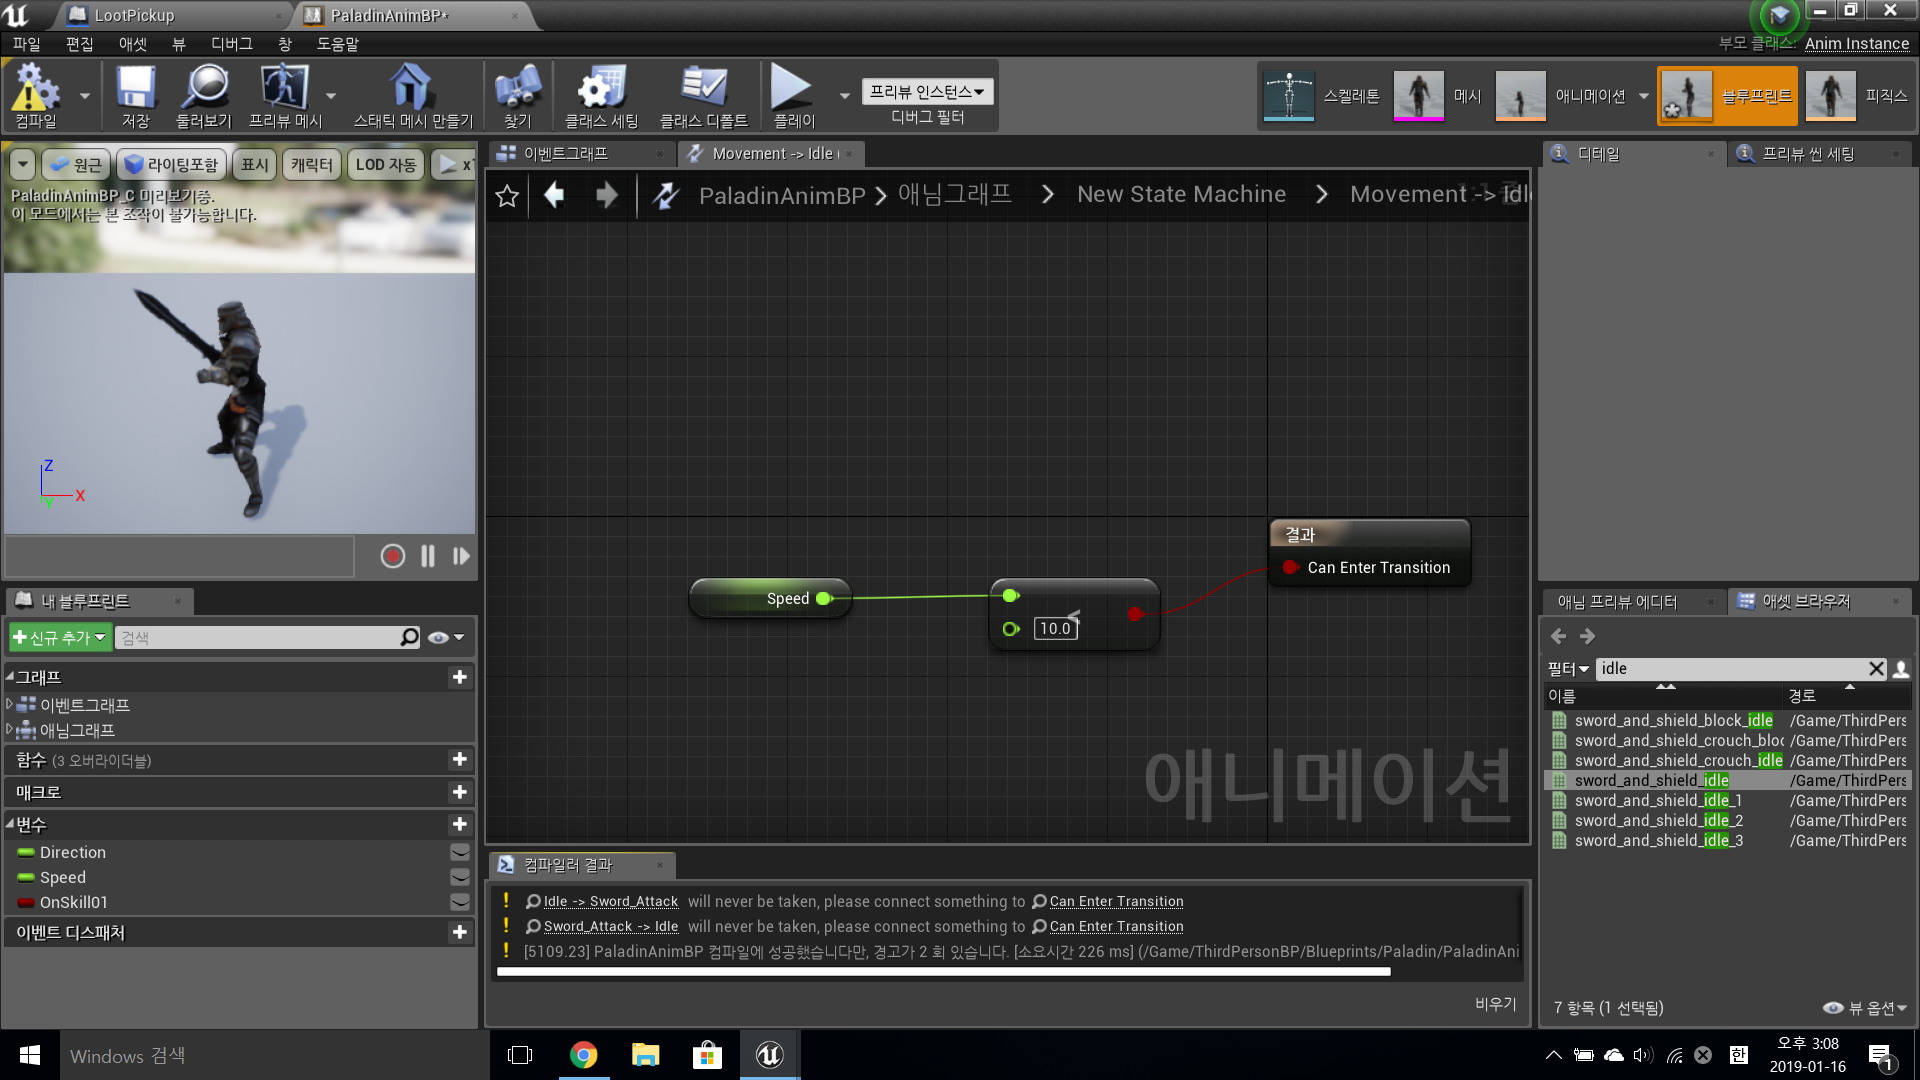 LootPickup
PaladinAnimBP*
파일 편집 애셋 뷰 디버그 창 도움말
부모 클래스: Anim Instance
컴파일 저장 둘러보기 프리뷰 메시 스태틱 메시 만들기 찾기 클래스 세팅 클래스 디폴트 플레이
프리뷰 인스턴스
디버그 필터
스켈레톤 메시 애니메이션 블루프린트 피직스
원근 라이팅포함 표시 캐릭터 LOD 자동 x1
PaladinAnimBP_C 미리보기중.
이 모드에서는 본 조작이 불가능합니다.
Z
X
Y
이벤트그래프
Movement -> Idle
PaladinAnimBP > 애님그래프 > New State Machine > Movement -> Idle
Speed
<
10.0
결과
Can Enter Transition
애니메이션
내 블루프린트
신규 추가 검색
그래프
이벤트그래프
애님그래프
함수 (3 오버라이더블)
매크로
변수
Direction
Speed
OnSkill01
이벤트 디스패처
컴파일러 결과
Idle -> Sword_Attack will never be taken, please connect something to Can Enter Transition
Sword_Attack -> Idle will never be taken, please connect something to Can Enter Transition
[5109.23] PaladinAnimBP 컴파일에 성공했습니다만, 경고가 2 회 있습니다. [소요시간 226 ms] (/Game/ThirdPersonBP/Blueprints/Paladin/PaladinAni
비우기
디테일
프리뷰 씬 세팅
애님 프리뷰 에디터
애셋 브라우저
필터 idle
이름 경로
sword_and_shield_block_idle /Game/ThirdPers
sword_and_shield_crouch_bloc /Game/ThirdPers
sword_and_shield_crouch_idle /Game/ThirdPers
sword_and_shield_idle /Game/ThirdPers
sword_and_shield_idle_1 /Game/ThirdPers
sword_and_shield_idle_2 /Game/ThirdPers
sword_and_shield_idle_3 /Game/ThirdPers
7 항목 (1 선택됨) 뷰 옵션
Windows 검색
한
오후 3:08
2019-01-16
1